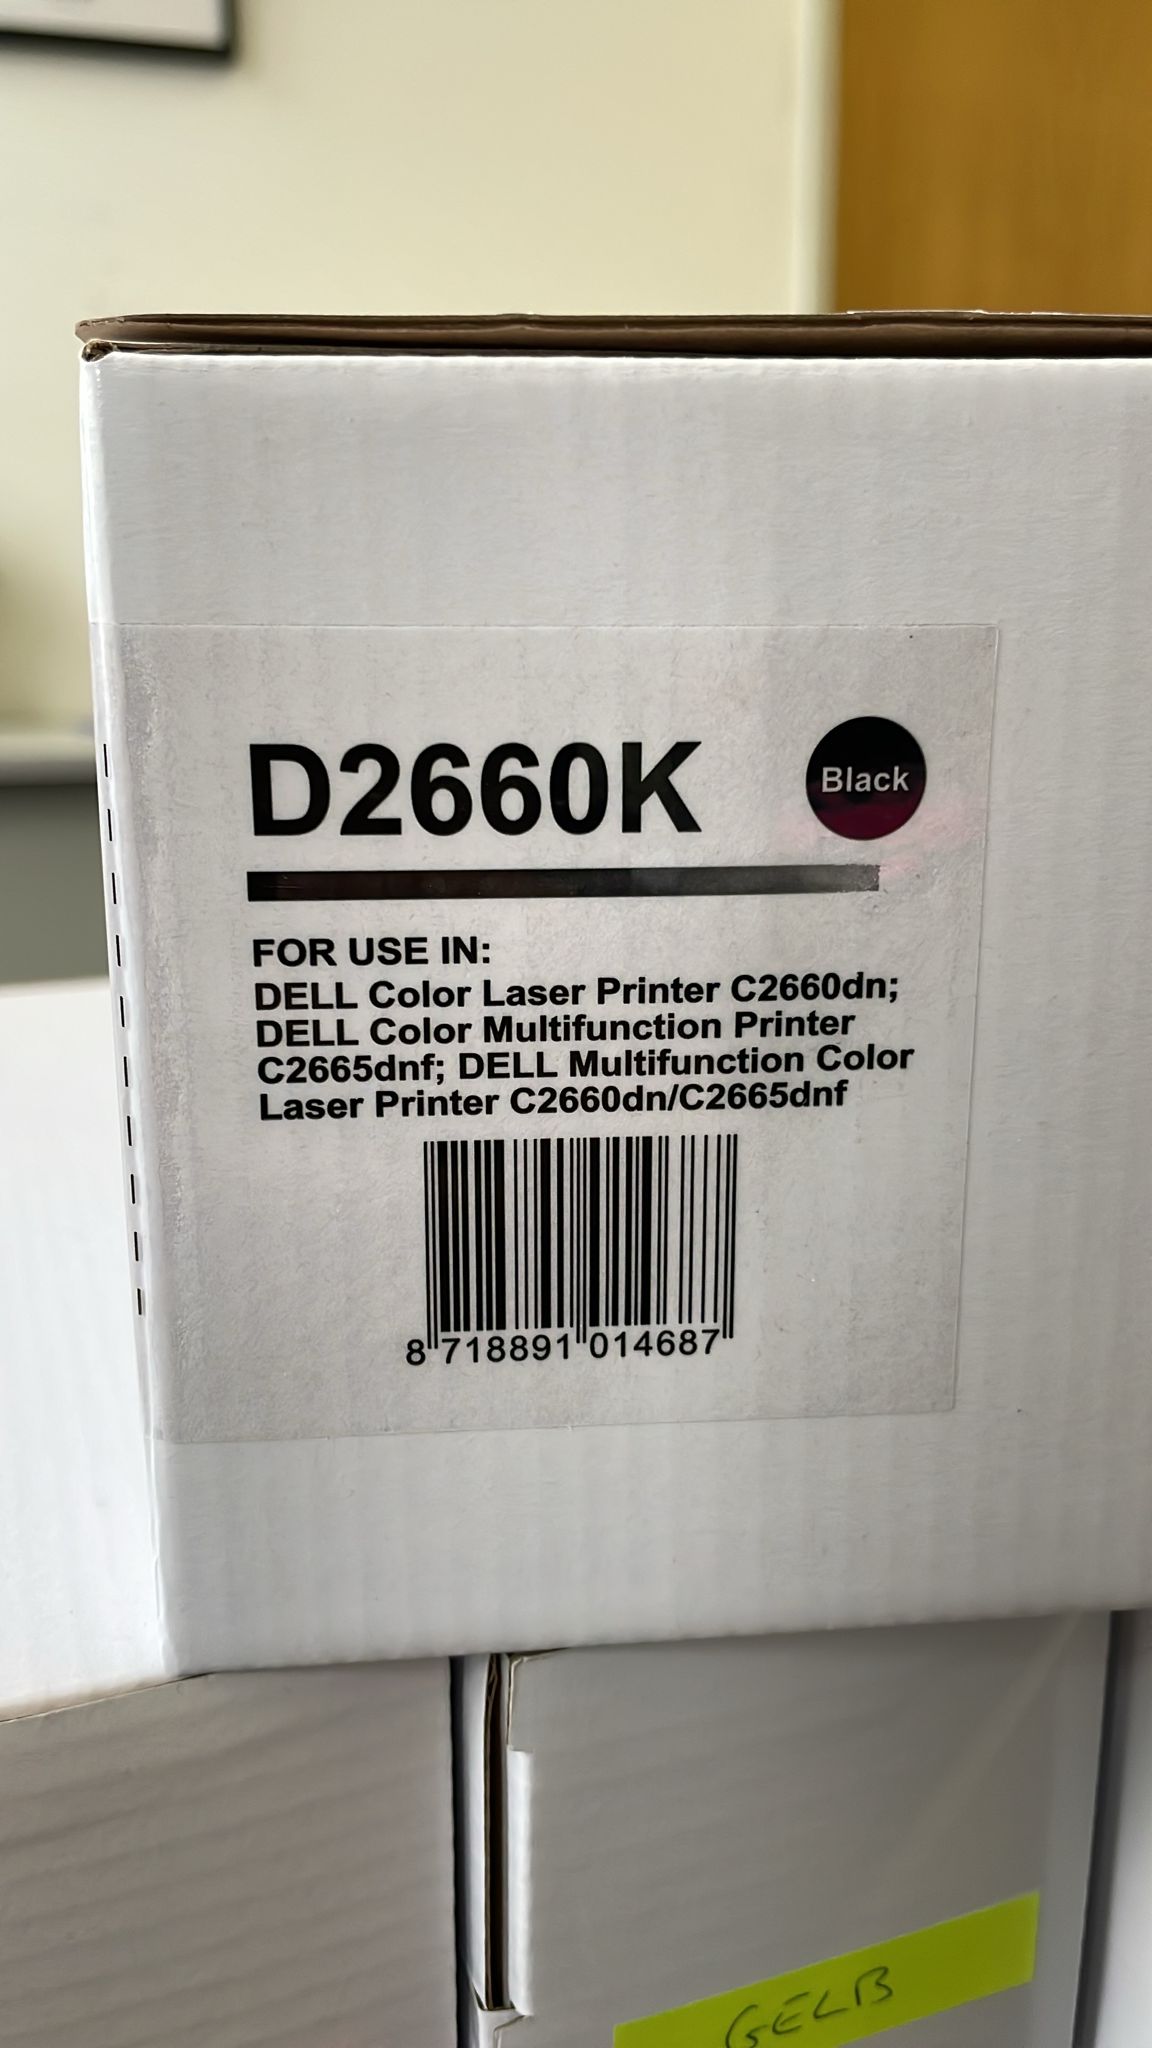 D2660K
Black
FOR USE IN:
DELL Color Laser Printer C2660dn;
DELL Color Multifunction Printer
C2665dnf; DELL Multifunction Color
Laser Printer C2660dn/C2665dnf
8 718891 014687
GELB